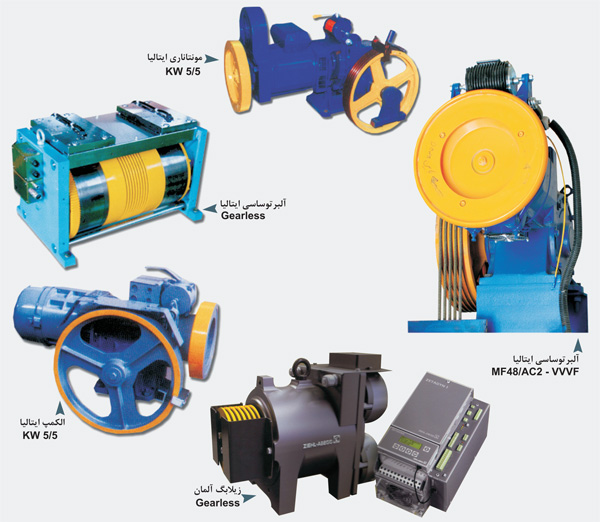 مونتاناری ایتالیا
KW 5/5
آلبرتوساسی ایتالیا
Gearless
آلبرتوساسی ایتالیا
MF48/AC2 - VVVF
الکمپ ایتالیا
KW 5/5
ZIEHL-ABEGG
زیلابگ آلمان
Gearless